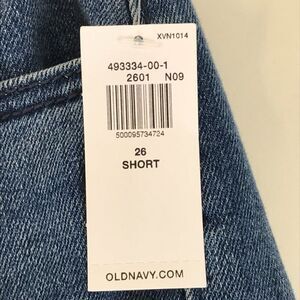 XVN1014
493334-00-1
2601 N09
500095734724
26
SHORT
OLDNAVY.COM